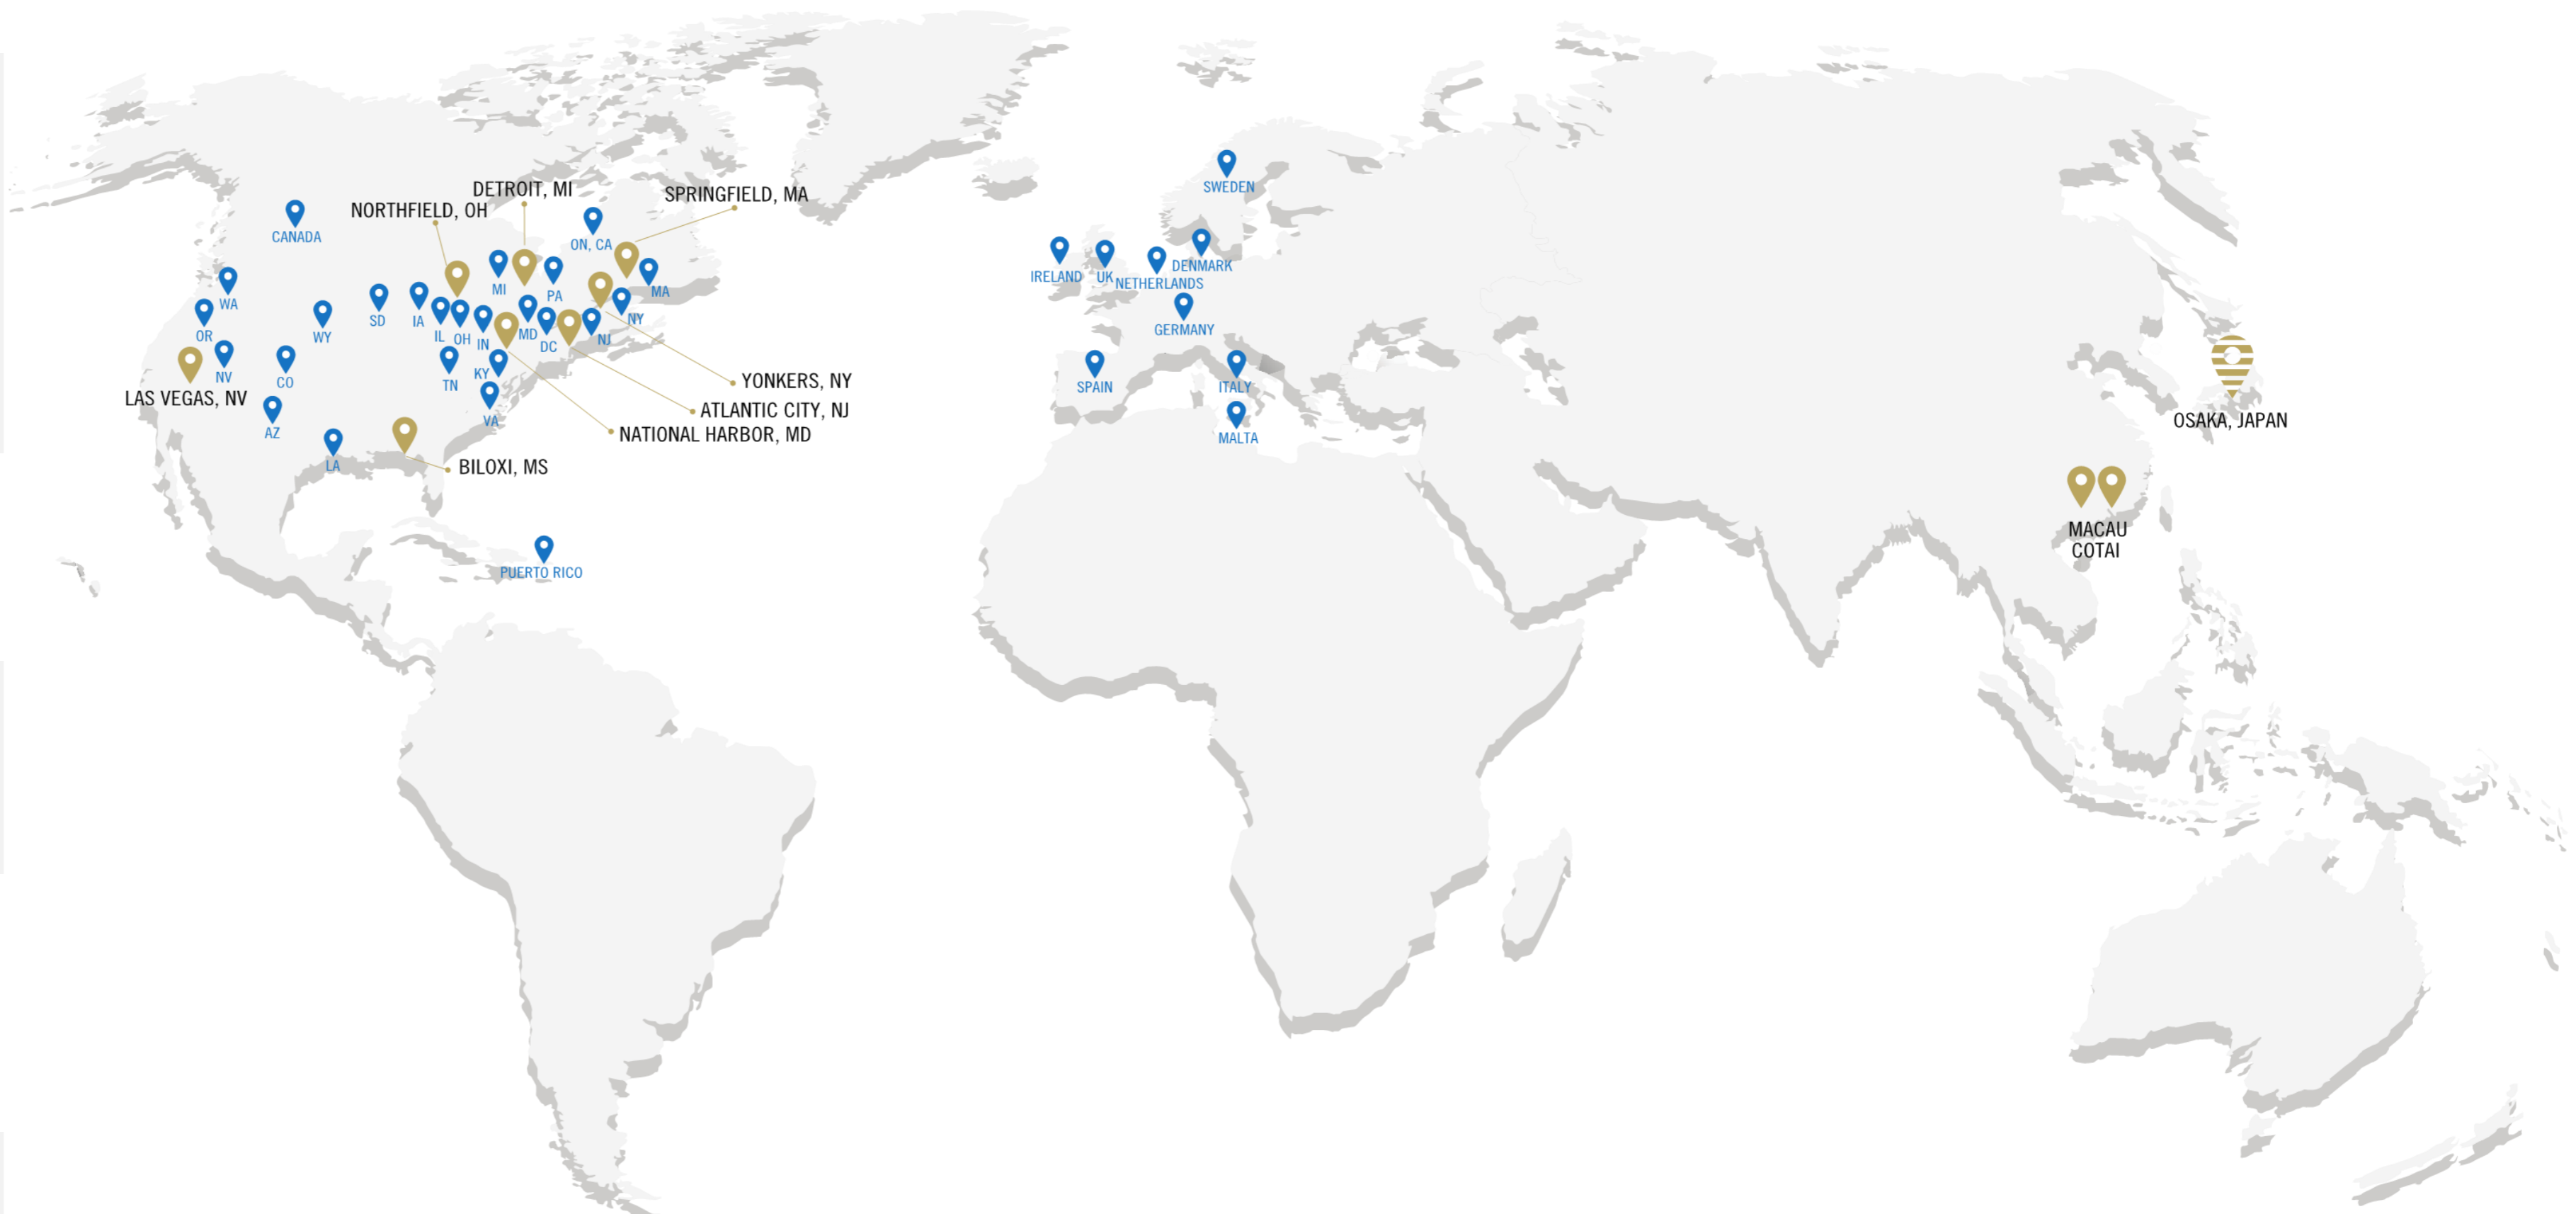 SWEDEN
DETROIT, MI
SPRINGFIELD, MA
NORTHFIELD, OH
CANADA
ON, CA
IRELAND
UK
DENMARK
NETHERLANDS
MI
PA
MA
WA
SD
IA
NY
OR
WY
IL
OH
IN
MD
DC
NJ
GERMANY
NV
CO
TN
KY
YONKERS, NY
SPAIN
ITALY
LAS VEGAS, NV
ATLANTIC CITY, NJ
VA
OSAKA, JAPAN
AZ
NATIONAL HARBOR, MD
MALTA
LA
BILOXI, MS
MACAU
COTAI
PUERTO RICO